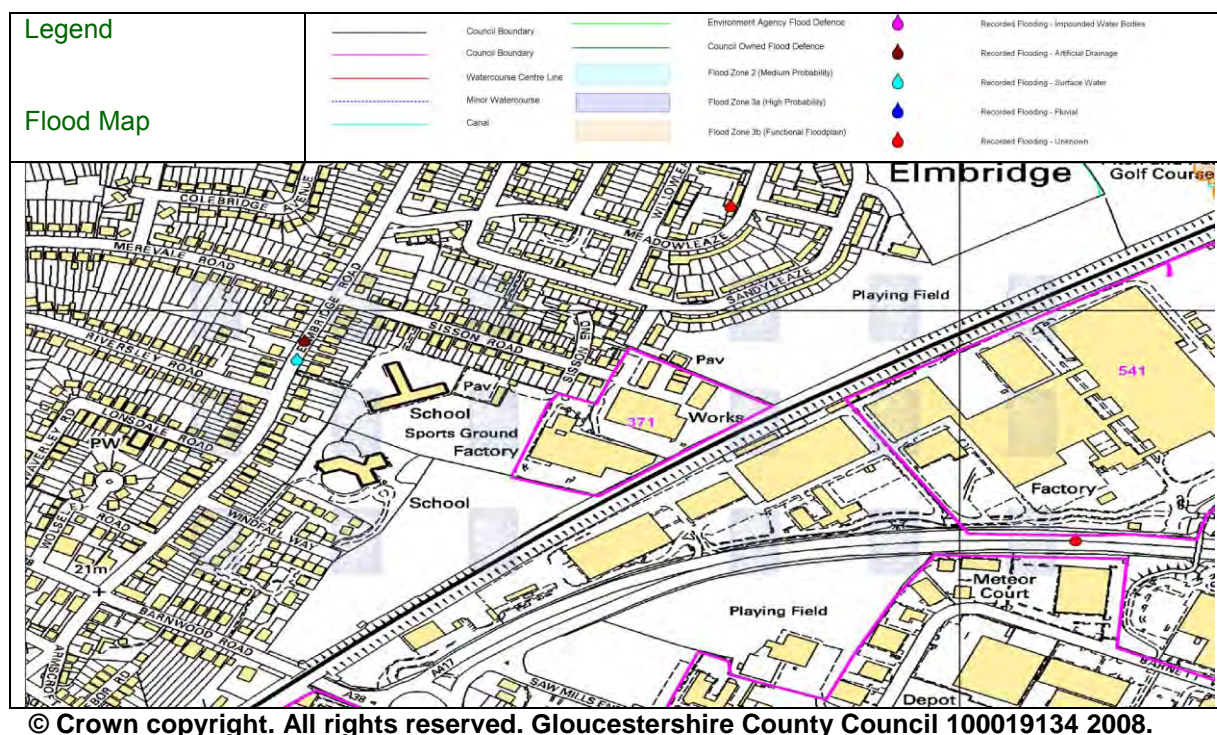 Legend
Flood Map
Council Boundary
Council Boundary
Watercourse Centre Line
Minor Watercourse
Canal
Environment Agency Flood Defence
Council Owned Flood Defence
Flood Zone 2 (Medium Probability)
Flood Zone 3a (High Probability)
Flood Zone 3b (Functional Floodplain)
Recorded Flooding - Impounded Water Bodies
Recorded Flooding - Artificial Drainage
Recorded Flooding - Surface Water
Recorded Flooding - Fluvial
Recorded Flooding - Unknown
Elmbridge
Golf Course
COLEBRIDGE
MEREVALE ROAD
MEADOWLEAZE
SANDYLEAZE
Playing Field
ELMBRIDGE ROAD
SISSON ROAD
RIVERSLEY ROAD
Pav
541
LONSDALE ROAD
Pav
School
371
Works
Sports Ground
Factory
PW
School
Factory
WINDFALL WAY
21m
Meteor
Court
Playing Field
BARNWOOD ROAD
A417
A38
Depot
© Crown copyright. All rights reserved. Gloucestershire County Council 100019134 2008.